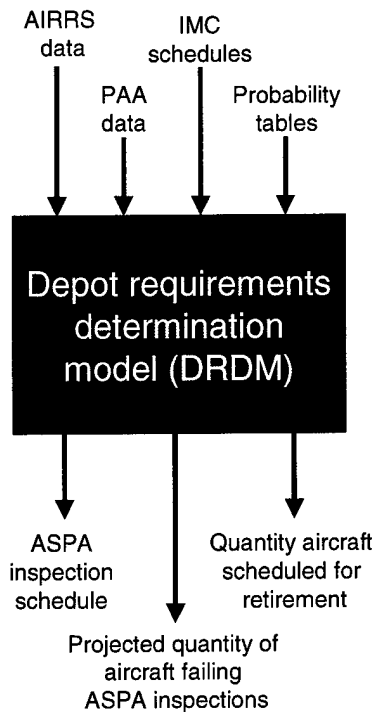 AIRRS
data
IMC
schedules
PAA
data
Probability
tables
Depot requirements
determination
model (DRDM)
ASPA
inspection
schedule
Quantity aircraft
scheduled for
retirement
Projected quantity of
aircraft failing
ASPA inspections